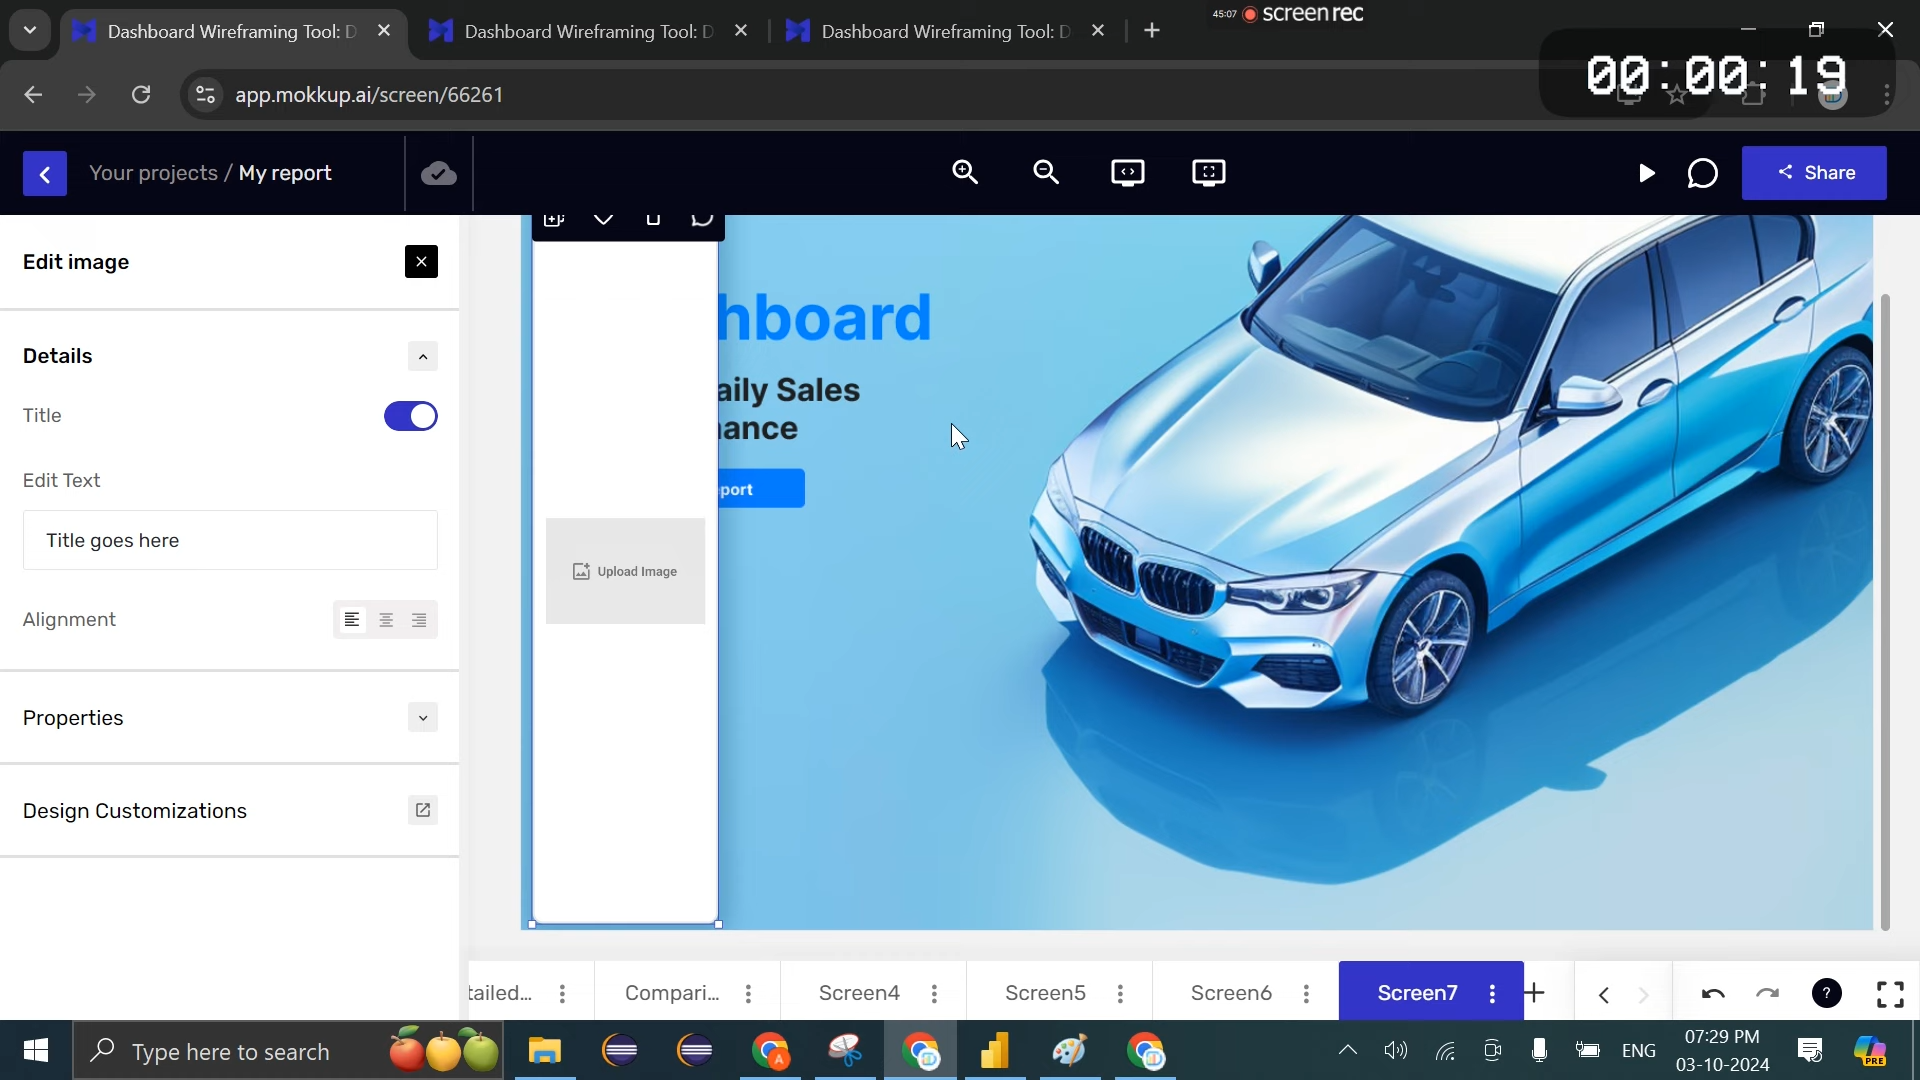 Dashboard Wireframing Tool: D
Dashboard Wireframing Tool: D
Dashboard Wireframing Tool: D
45:07 screenrec
00:00:19
app.mokkup.ai/screen/66261
Your projects / My report
Share
Edit image
Details
Title
Edit Text
Title goes here
Alignment
Properties
Design Customizations
hboard
aily Sales
ance
port
Upload Image
tailed...
Compari...
Screen4
Screen5
Screen6
Screen7
?
Type here to search
ENG
07:29 PM
03-10-2024
PRE